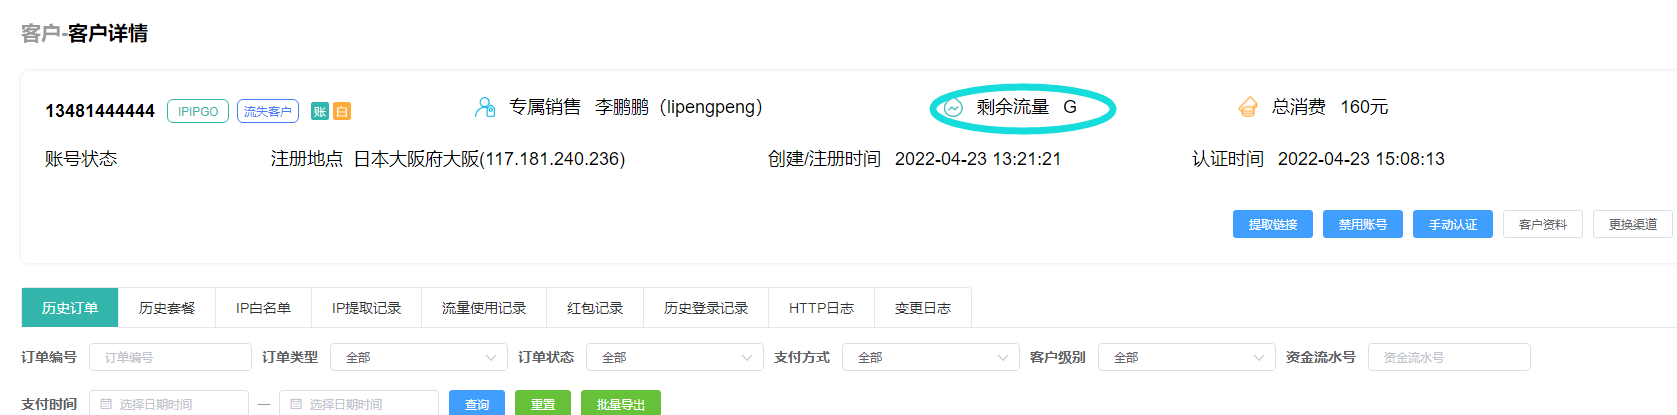 客户-客户详情
13481444444 IPIPGO 流失客户 账 白 专属销售 李鹏鹏（lipengpeng） 剩余流量 G 总消费 160元
账号状态 注册地点 日本大阪府大阪(117.181.240.236) 创建/注册时间 2022-04-23 13:21:21 认证时间 2022-04-23 15:08:13
提取链接 禁用账号 手动认证 客户资料 更换渠道
历史订单 历史套餐 IP白名单 IP提取记录 流量使用记录 红包记录 历史登录记录 HTTP日志 变更日志
订单编号 订单编号 订单类型 全部 订单状态 全部 支付方式 全部 客户级别 全部 资金流水号 资金流水号
支付时间 选择日期时间 — 选择日期时间 查询 重置 批量导出